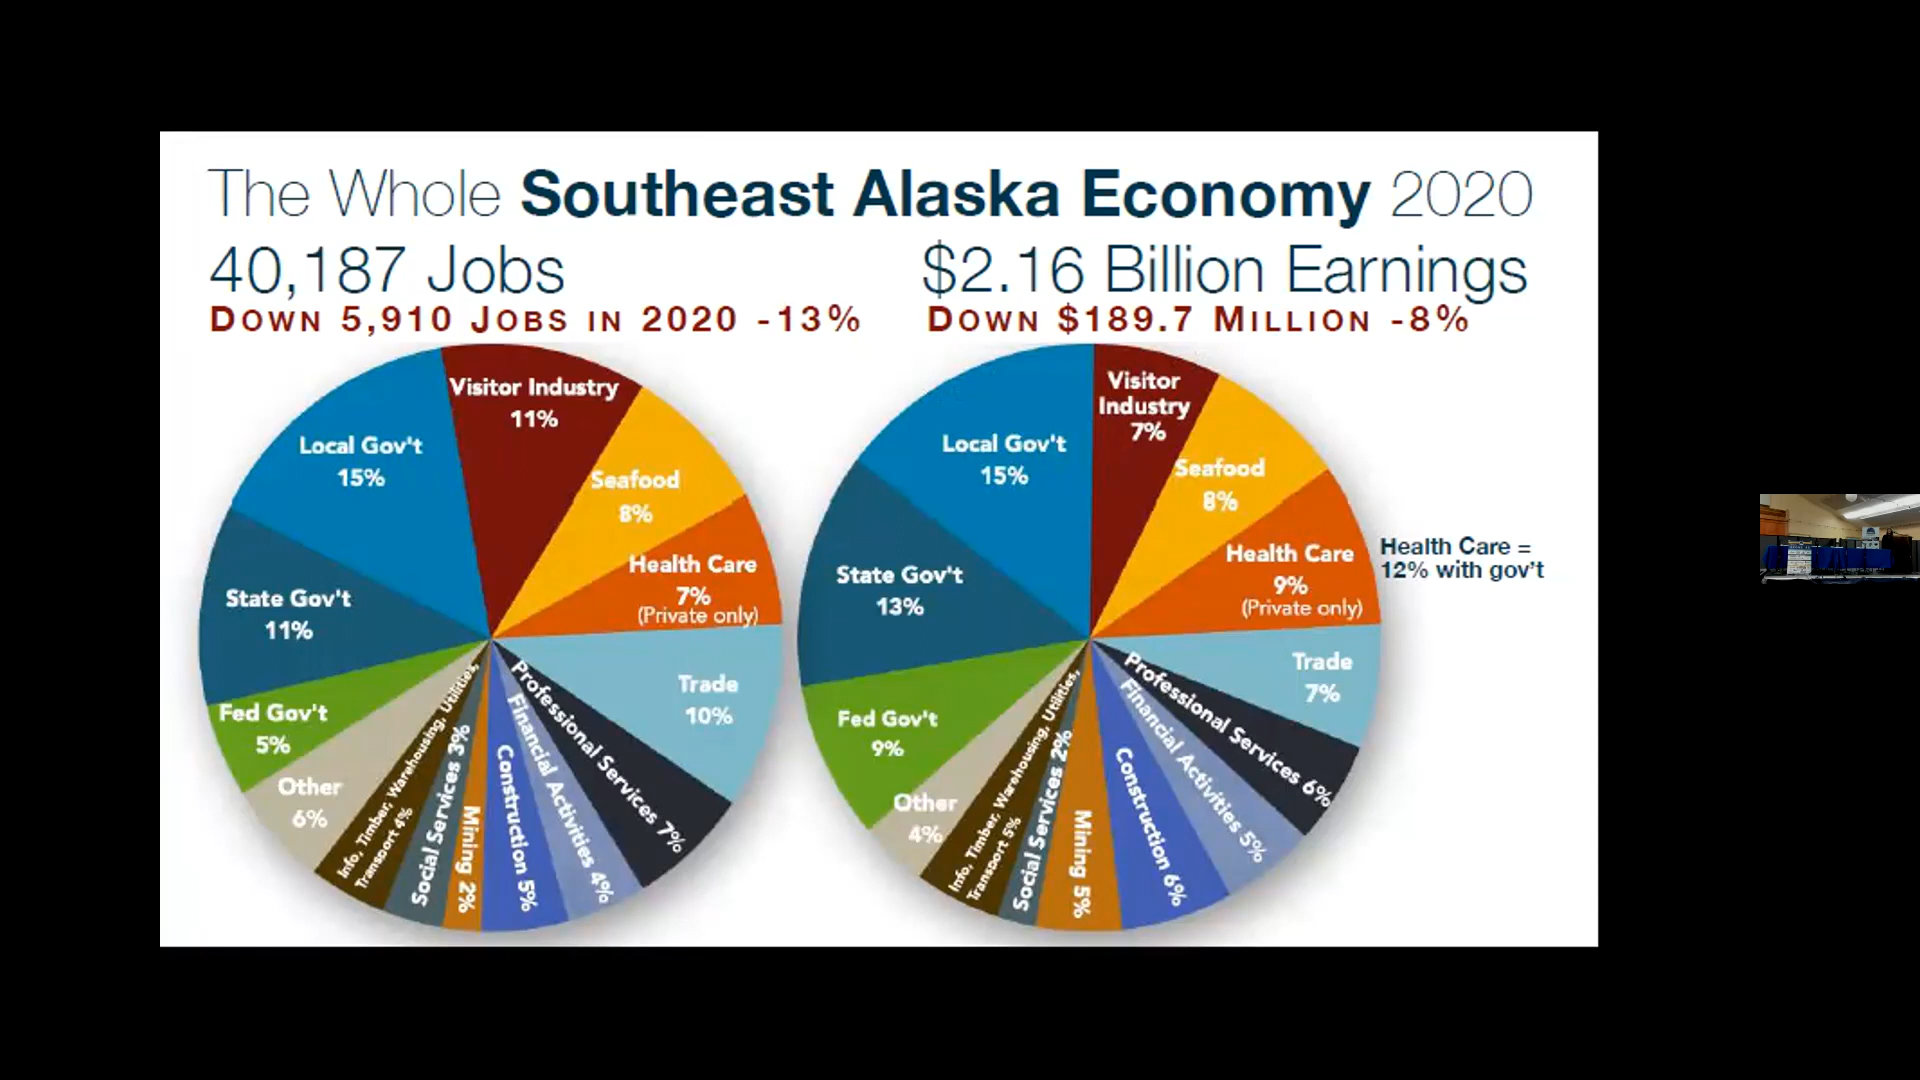 The Whole Southeast Alaska Economy 2020
40,187 Jobs
DOWN 5,910 JOBS IN 2020 -13%
$2.16 Billion Earnings
DOWN $189.7 MILLION -8%
Visitor Industry
11%
Seafood
8%
Health Care
7%
(Private only)
Trade
10%
Professional Services 7%
Financial Activities 4%
Construction 5%
Mining 2%
Social Services 3%
Info, Timber, Warehousing, Utilities,
Transport 4%
Other
6%
Fed Gov't
5%
State Gov't
11%
Local Gov't
15%
Visitor
Industry
7%
Seafood
8%
Health Care
9%
(Private only)
Health Care =
12% with gov't
Trade
7%
Professional Services 6%
Financial Activities 5%
Construction 6%
Mining 5%
Social Services 2%
Info, Timber, Warehousing, Utilities,
Transport 5%
Other
4%
Fed Gov't
9%
State Gov't
13%
Local Gov't
15%